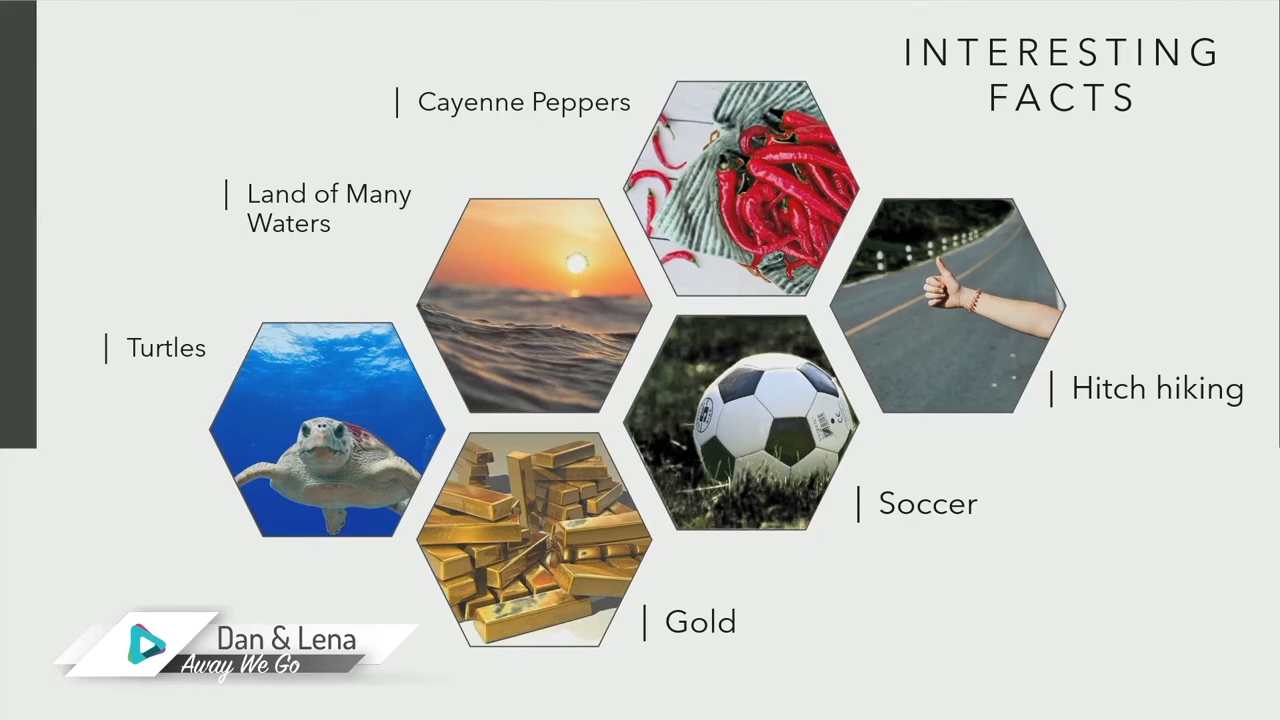 INTERESTING
FACTS
Cayenne Peppers
Land of Many
Waters
Turtles
Hitch hiking
Soccer
Gold
Dan & Lena
Away We Go